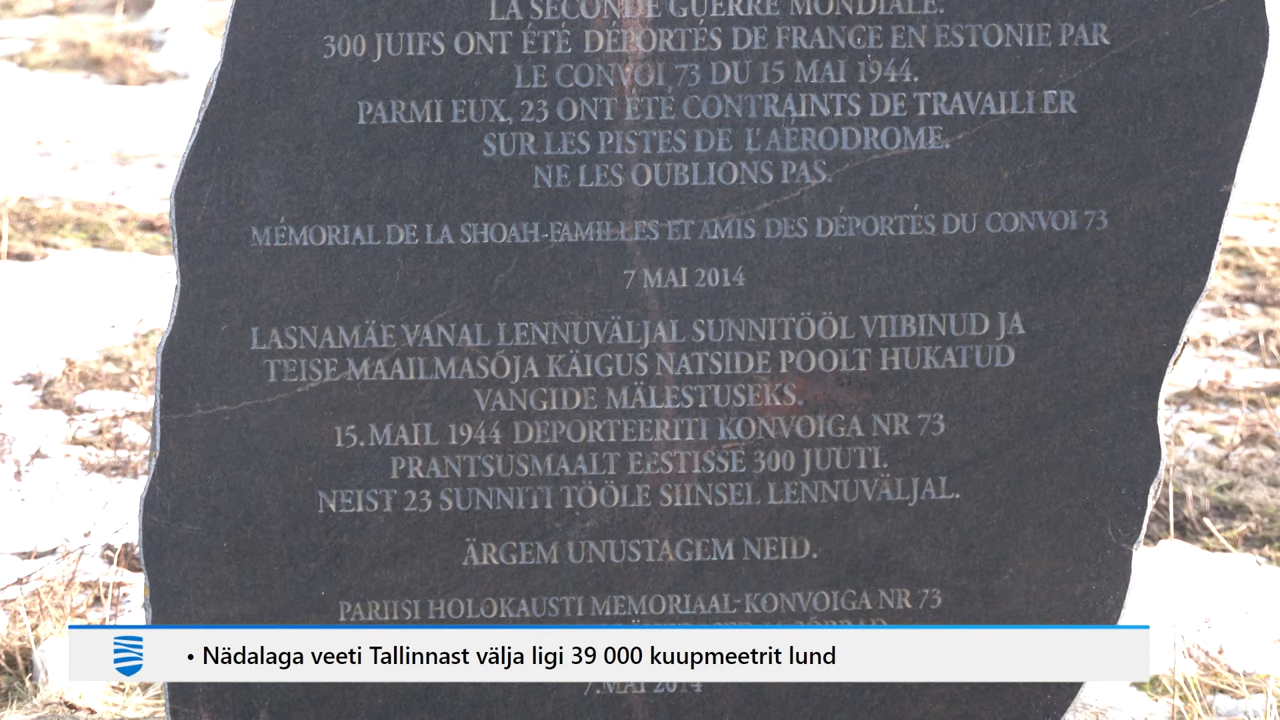 LA SECONDE GUERRE MONDIALE.
300 JUIFS ONT ÉTÉ DÉPORTÉS DE FRANCE EN ESTONIE PAR
LE CONVOI 73 DU 15 MAI 1944.
PARMI EUX, 23 ONT ÉTÉ CONTRAINTS DE TRAVAILLER
SUR LES PISTES DE L'AÉRODROME.
NE LES OUBLIONS PAS.
MÉMORIAL DE LA SHOAH-FAMILLES ET AMIS DES DÉPORTÉS DU CONVOI 73
7 MAI 2014
LASNAMÄE VANAL LENNUVÄLJAL SUNNITÖÖL VIIBINUD JA
TEISE MAAILMASÕJA KÄIGUS NATSIDE POOLT HUKATUD
VANGIDE MÄLESTUSEKS.
15. MAIL 1944 DEPORTEERITI KONVOIGA NR 73
PRANTSUSMAALT EESTISSE 300 JUUTI.
NEIST 23 SUNNITI TÖÖLE SIINSEL LENNUVÄLJAL.
ÄRGEM UNUSTAGEM NEID.
PARIISI HOLOKAUSTI MEMORIAAL-KONVOIGA NR 73
• Nädalaga veeti Tallinnast välja ligi 39 000 kuupmeetrit lund
7. MAI 2014